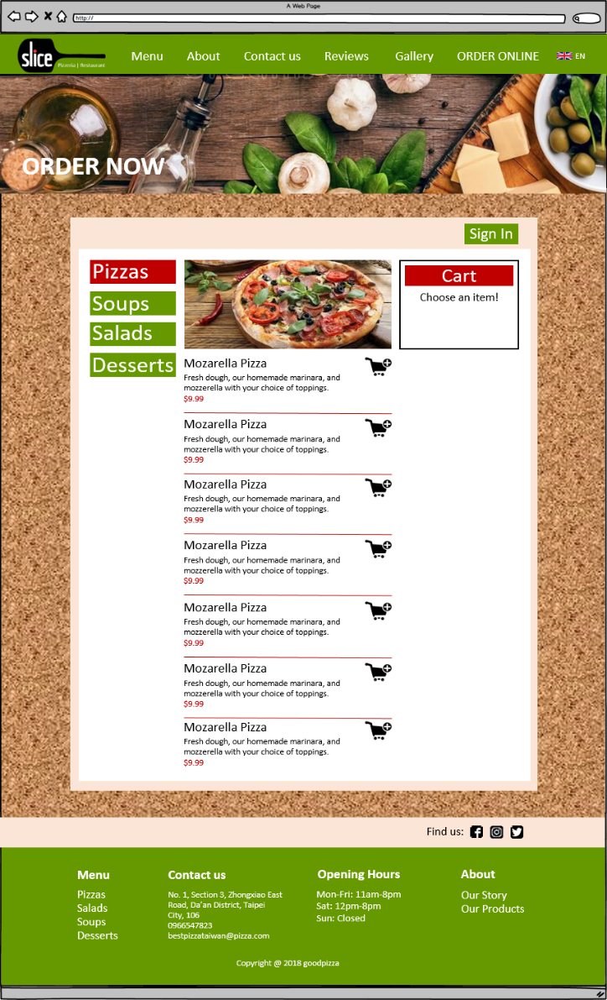 A Web Page
http://
slice
Pizzeria | Restaurant
Menu
About
Contact us
Reviews
Gallery
ORDER ONLINE
EN
ORDER NOW
Sign In
Pizzas
Soups
Salads
Desserts
Mozarella Pizza
Fresh dough, our homemade marinara, and
mozzerella with your choice of toppings.
$9.99
Mozarella Pizza
Fresh dough, our homemade marinara, and
mozzerella with your choice of toppings.
$9.99
Mozarella Pizza
Fresh dough, our homemade marinara, and
mozzerella with your choice of toppings.
$9.99
Mozarella Pizza
Fresh dough, our homemade marinara, and
mozzerella with your choice of toppings.
$9.99
Mozarella Pizza
Fresh dough, our homemade marinara, and
mozzerella with your choice of toppings.
$9.99
Mozarella Pizza
Fresh dough, our homemade marinara, and
mozzerella with your choice of toppings.
$9.99
Mozarella Pizza
Fresh dough, our homemade marinara, and
mozzerella with your choice of toppings.
$9.99
Cart
Choose an item!
Find us:
Menu
Pizzas
Salads
Soups
Desserts
Contact us
No. 1, Section 3, Zhongxiao East
Road, Da'an District, Taipei
City, 106
0966547823
bestpizzataiwan@pizza.com
Opening Hours
Mon-Fri: 11am-8pm
Sat: 12pm-8pm
Sun: Closed
About
Our Story
Our Products
Copyright @ 2018 goodpizza